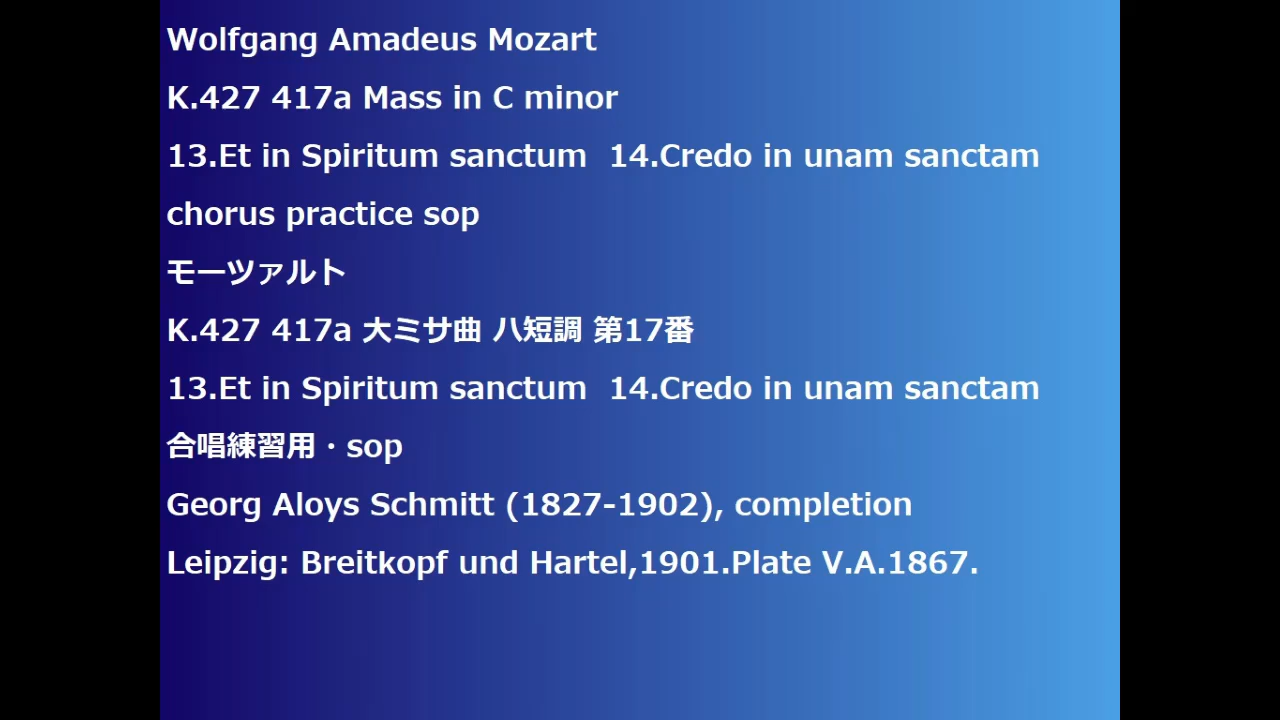 Wolfgang Amadeus Mozart
K.427 417a Mass in C minor
13.Et in Spiritum sanctum  14.Credo in unam sanctam
chorus practice sop
モーツァルト
K.427 417a 大ミサ曲 ハ短調 第17番
13.Et in Spiritum sanctum  14.Credo in unam sanctam
合唱練習用・sop
Georg Aloys Schmitt (1827-1902), completion
Leipzig: Breitkopf und Hartel,1901.Plate V.A.1867.